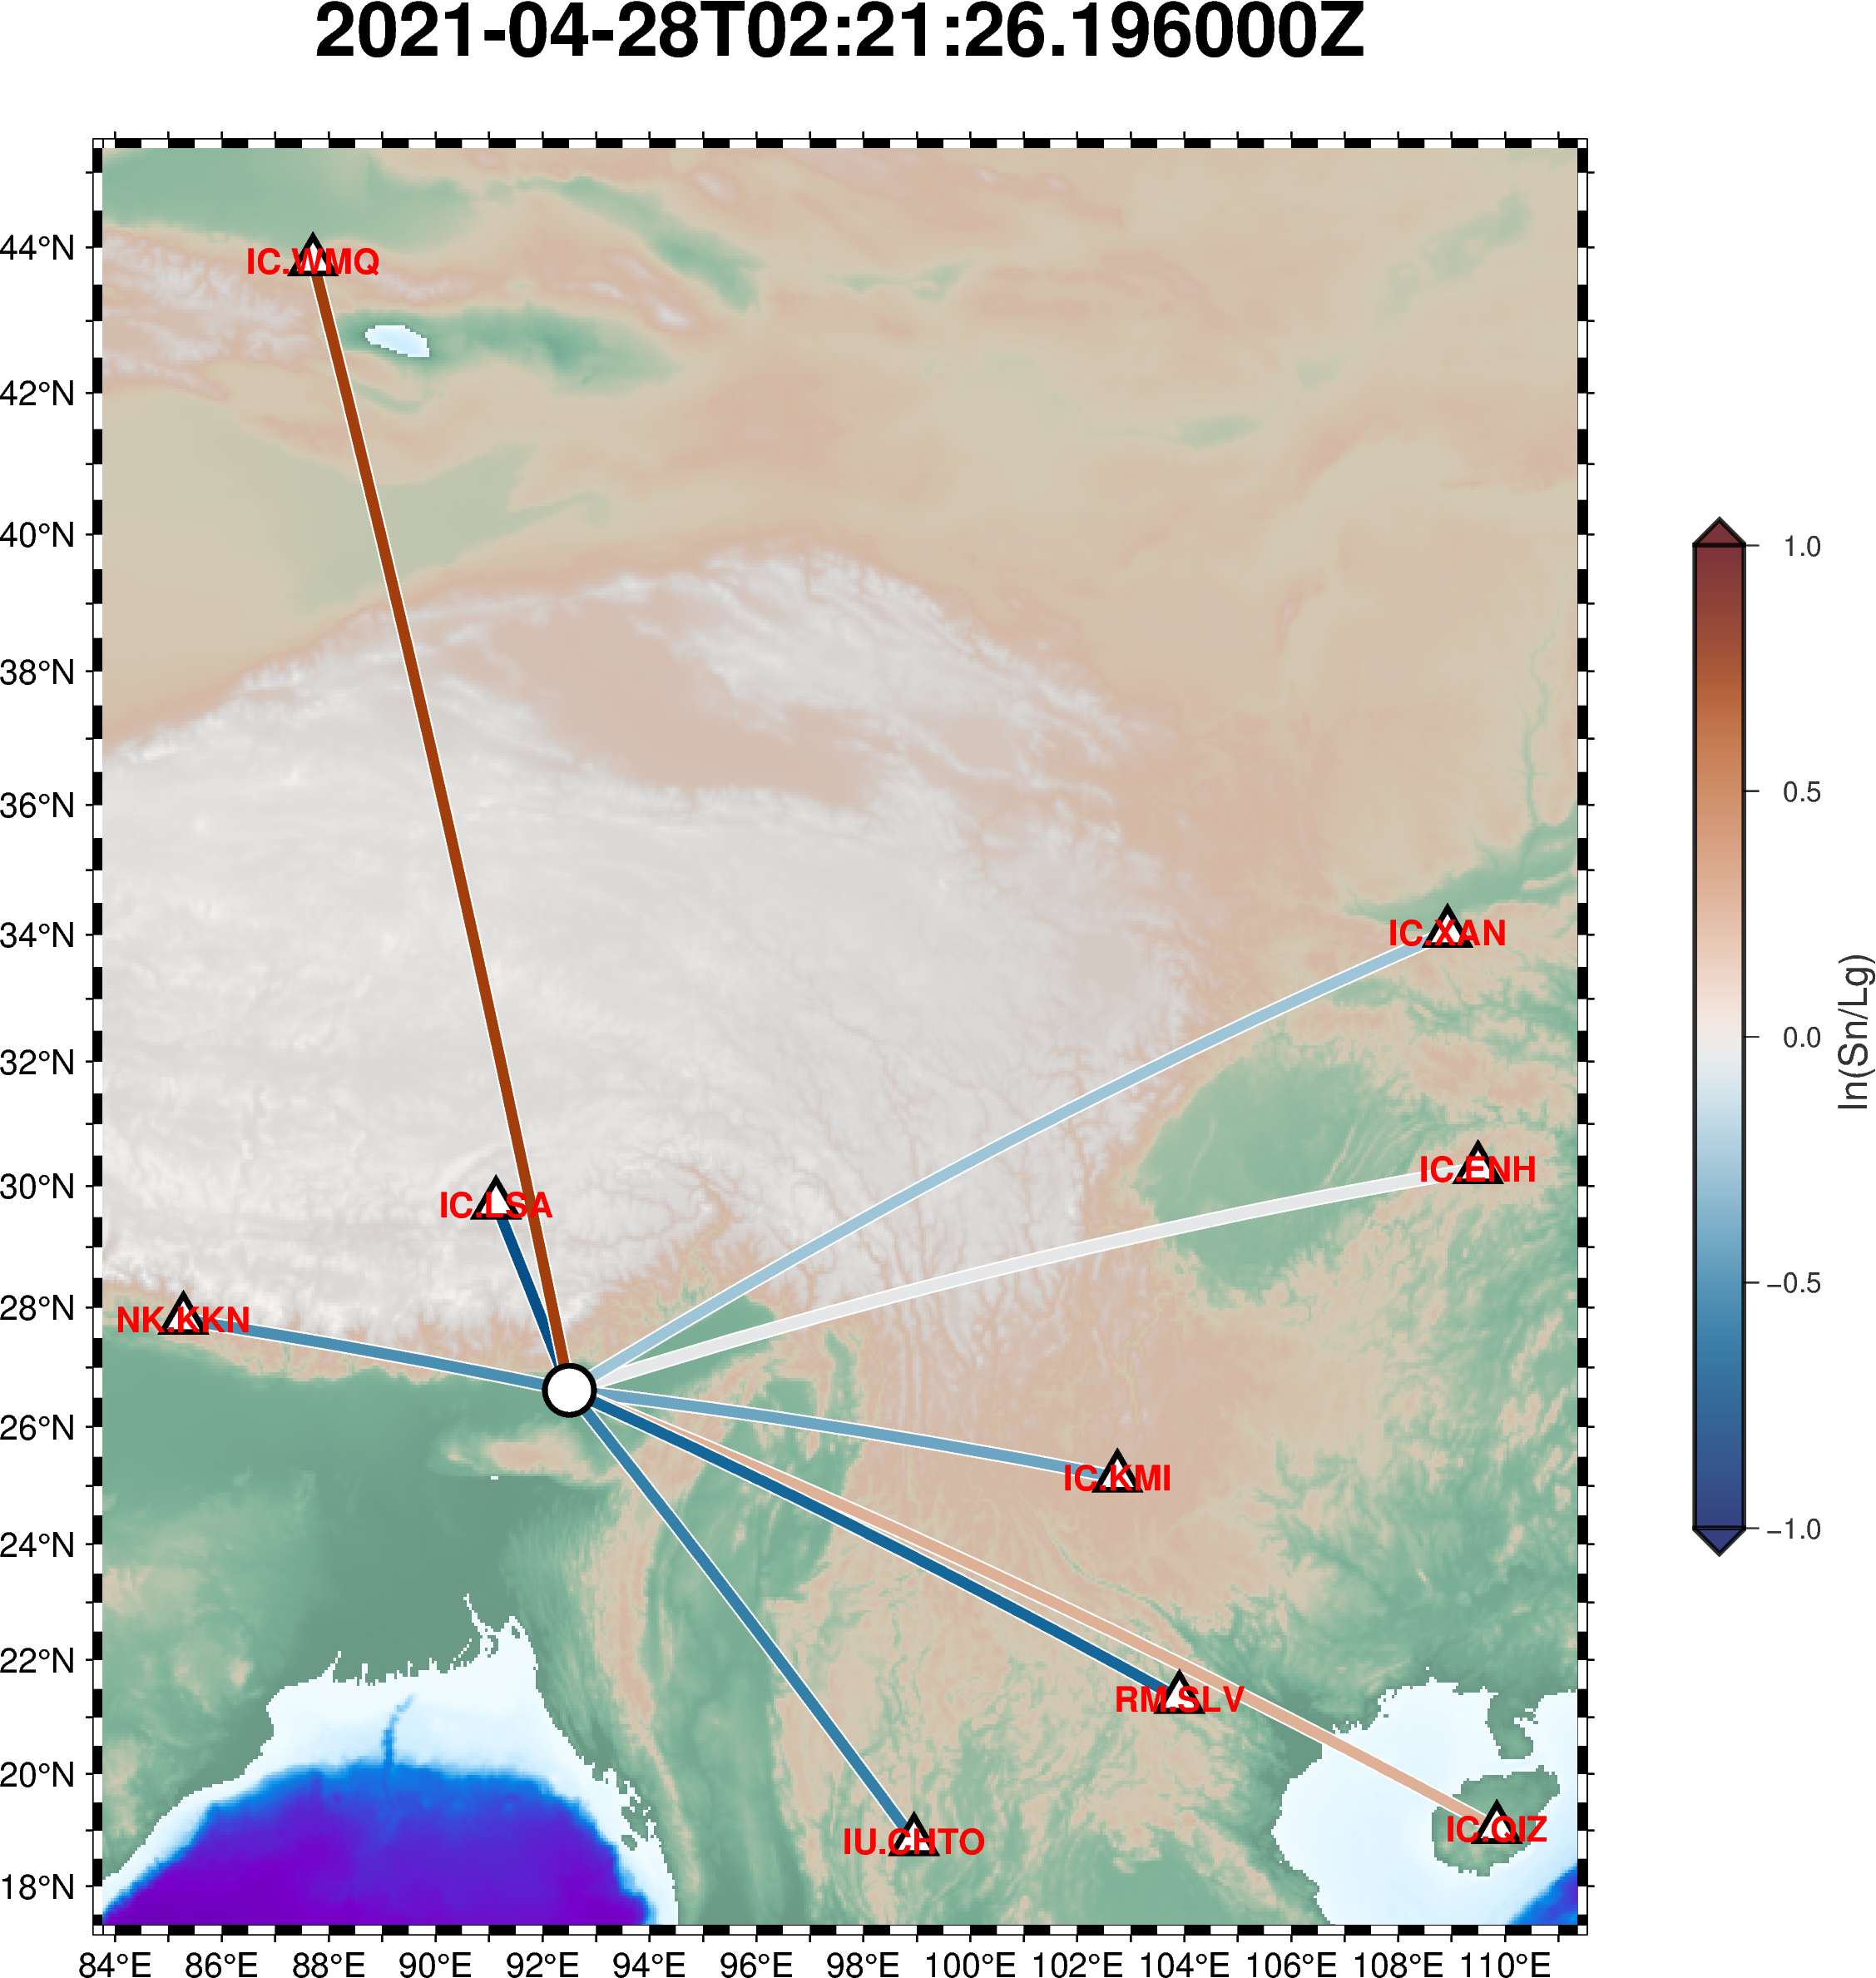 2021-04-28T02:21:26.196000Z
44°N
42°N
40°N
38°N
36°N
34°N
32°N
30°N
28°N
26°N
24°N
22°N
20°N
18°N
IC.WMQ
IC.XAN
IC.ENH
IC.LSA
NK.KKN
IC.KMI
RM.SLV
IC.QIZ
IU.CHTO
84°E 86°E 88°E 90°E 92°E 94°E 96°E 98°E 100°E 102°E 104°E 106°E 108°E 110°E
1.0
0.5
0.0
−0.5
−1.0
ln(Sn/Lg)